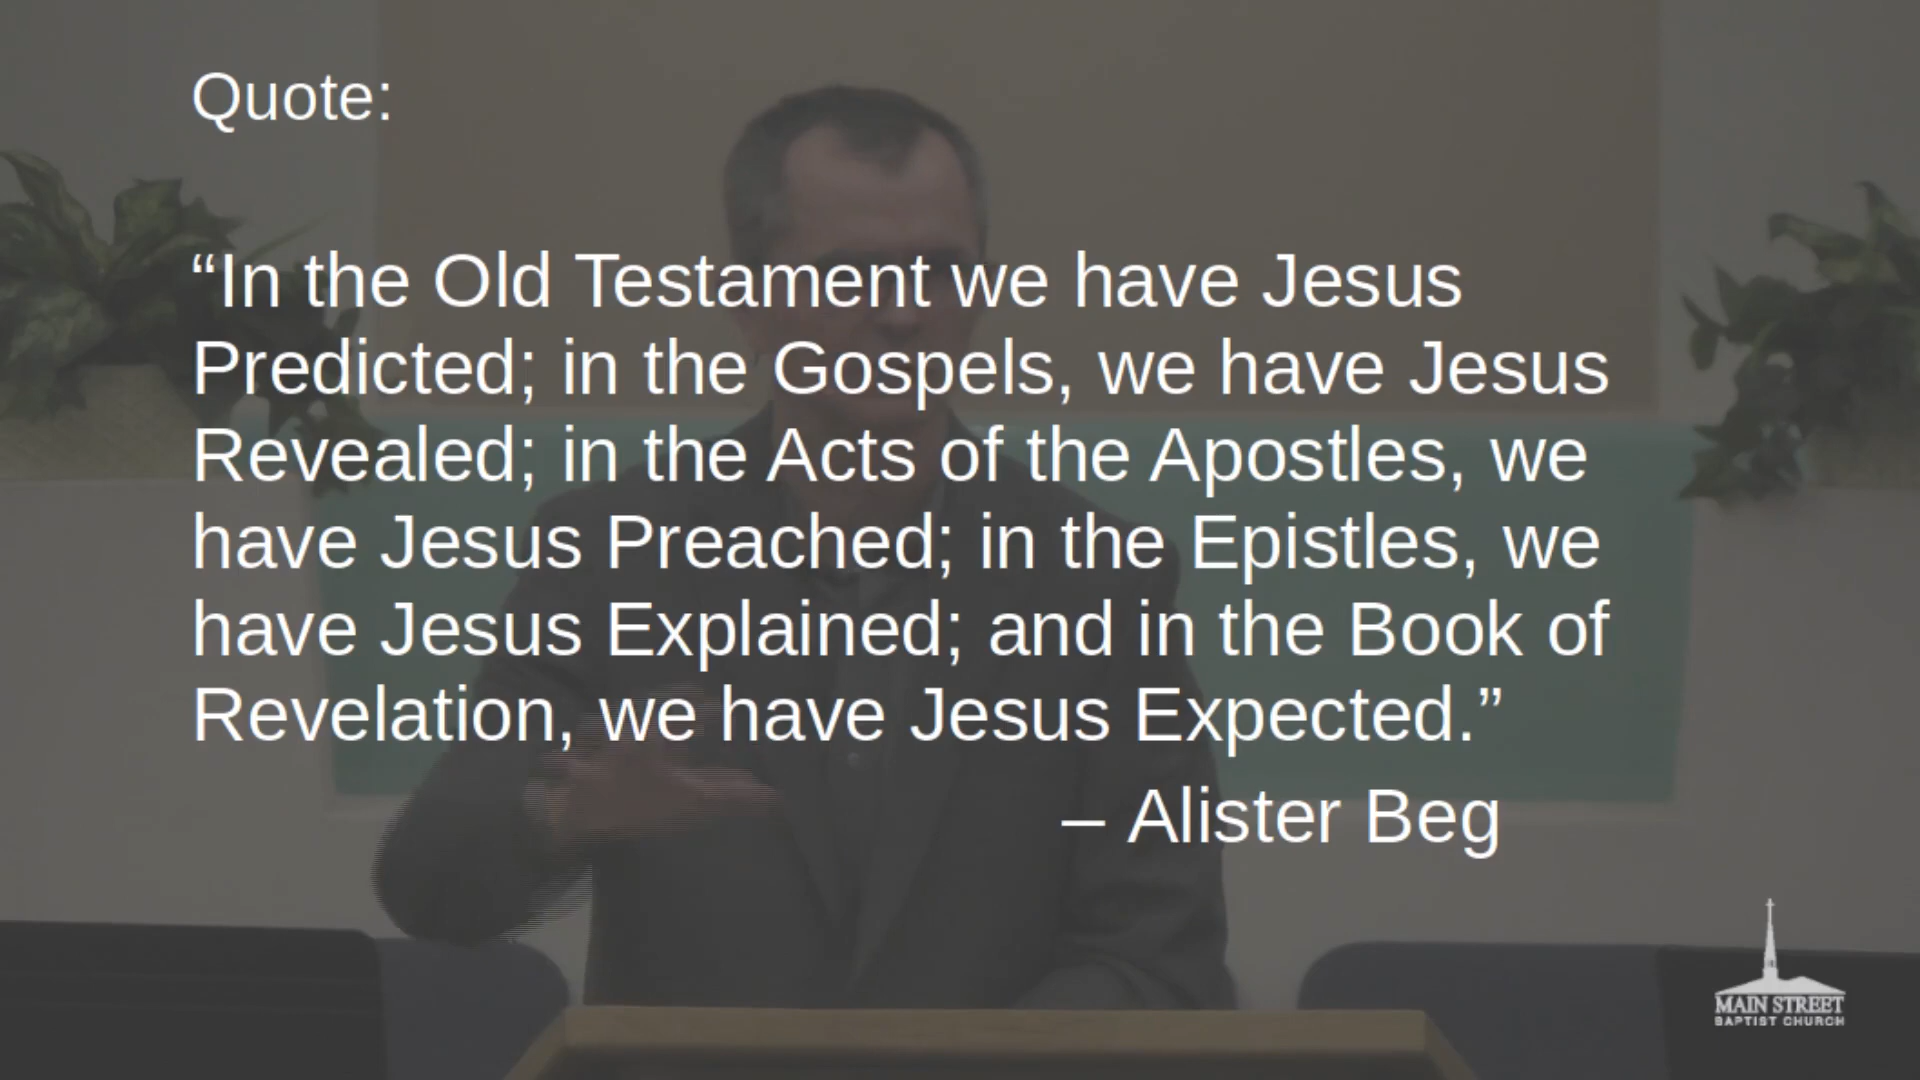 Quote:
“In the Old Testament we have Jesus
Predicted; in the Gospels, we have Jesus
Revealed; in the Acts of the Apostles, we
have Jesus Preached; in the Epistles, we
have Jesus Explained; and in the Book of
Revelation, we have Jesus Expected.”
– Alister Beg
MAIN STREET
BAPTIST CHURCH